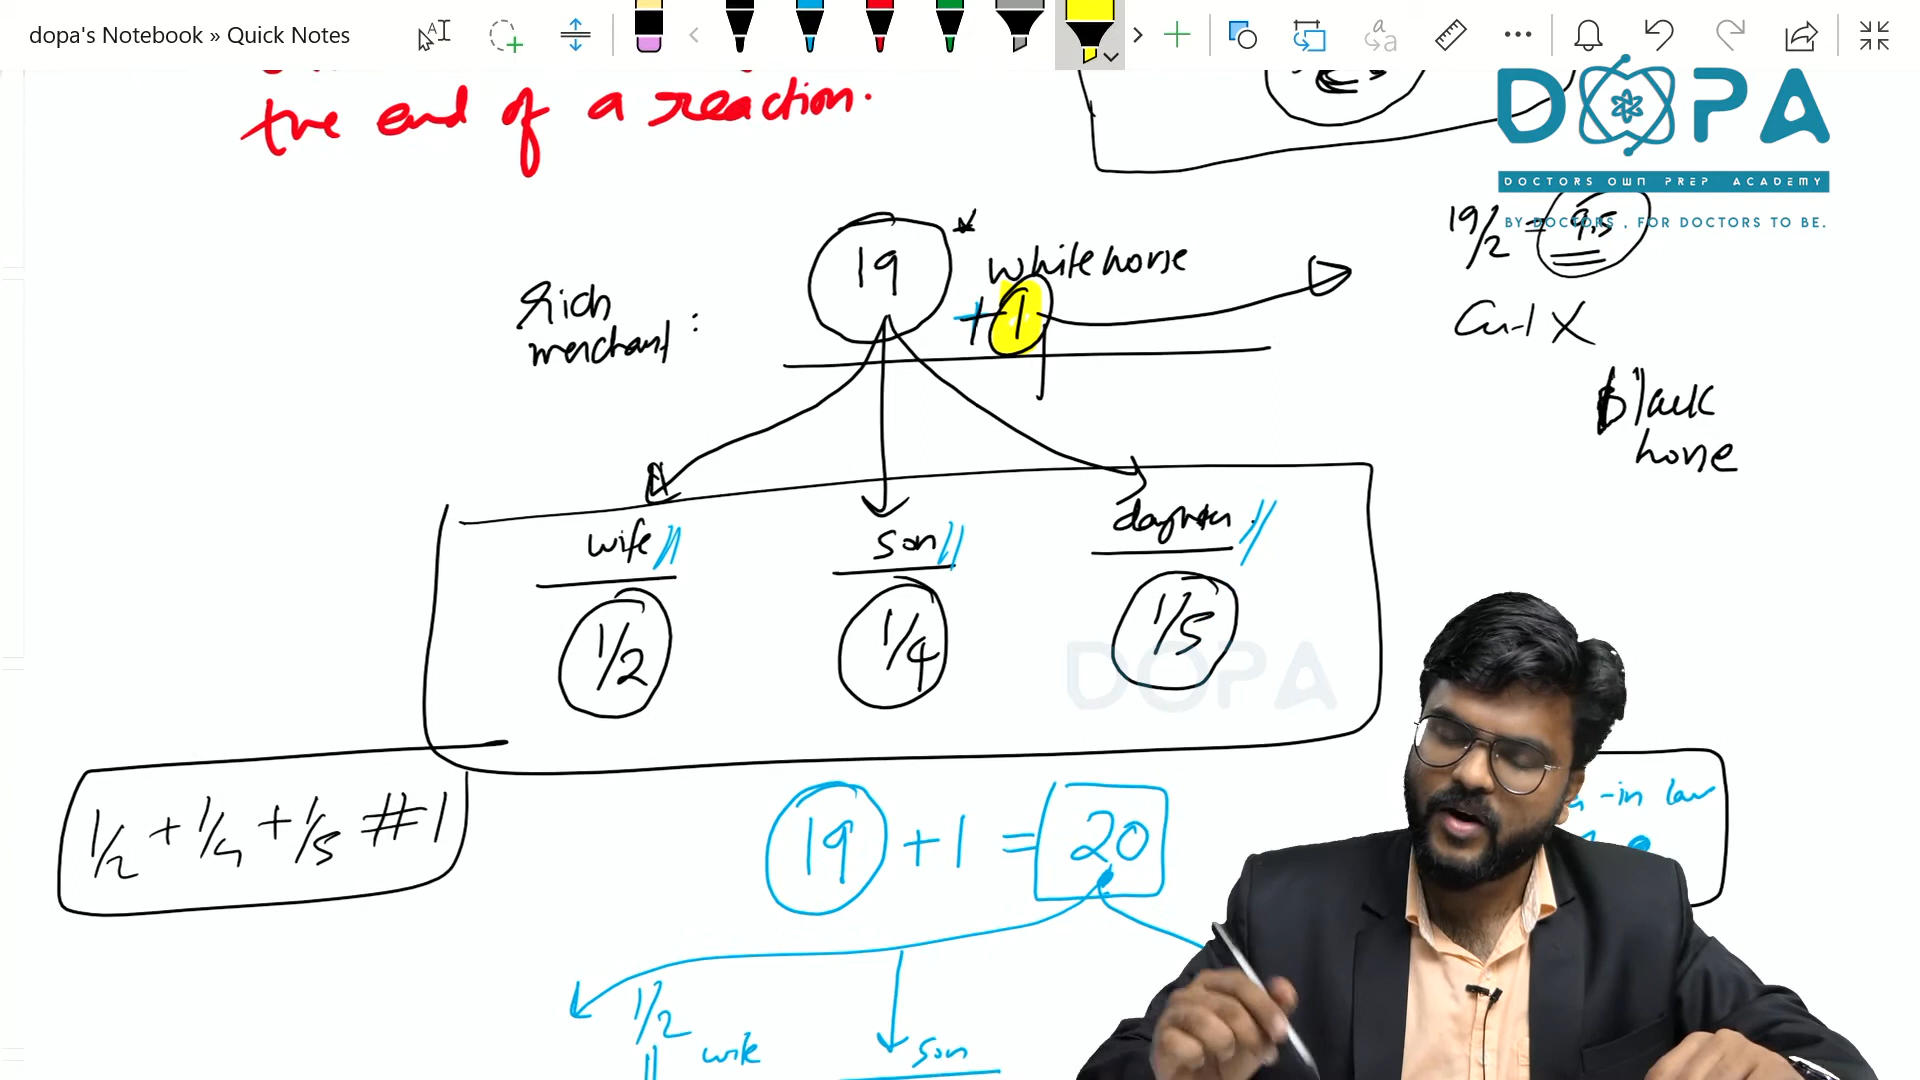 dopa's Notebook » Quick Notes
the end of a reaction.
DOPA
DOCTORS OWN PREP ACADEMY
BY DOCTORS , FOR DOCTORS TO BE.
19/2 = 9.5
19
white horse
+ 1
Rich
merchant :
Cut X
Black
horse
wife
son
daughter
1/2
1/4
1/5
DOPA
1/2 + 1/4 + 1/5 # 1
19 + 1 = 20
-in law
1/2
wife
son